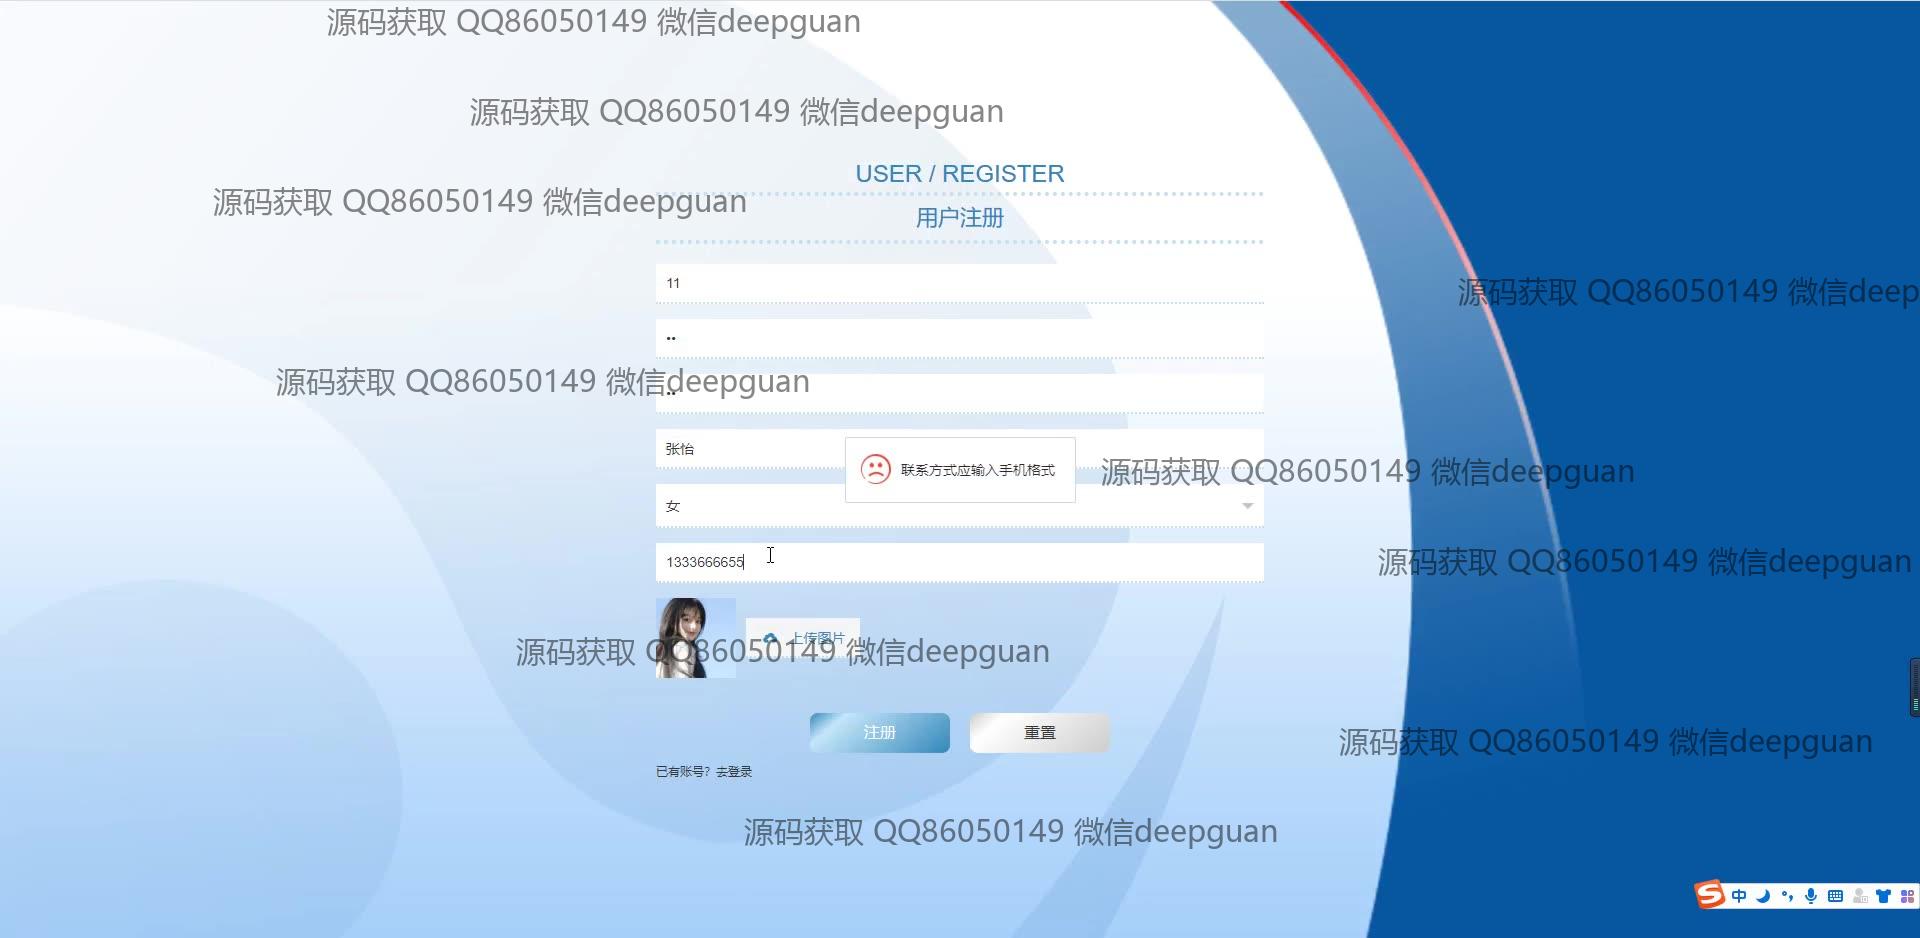 源码获取 QQ86050149 微信deepguan
源码获取 QQ86050149 微信deepguan
USER / REGISTER
源码获取 QQ86050149 微信deepguan
用户注册
11
源码获取 QQ86050149 微信deep
••
源码获取 QQ86050149 微信deepguan
••
张怡
联系方式应输入手机格式
源码获取 QQ86050149 微信deepguan
女
1333666655
源码获取 QQ86050149 微信deepguan
上传图片
源码获取 QQ86050149 微信deepguan
注册
重置
源码获取 QQ86050149 微信deepguan
已有账号？去登录
源码获取 QQ86050149 微信deepguan
S中